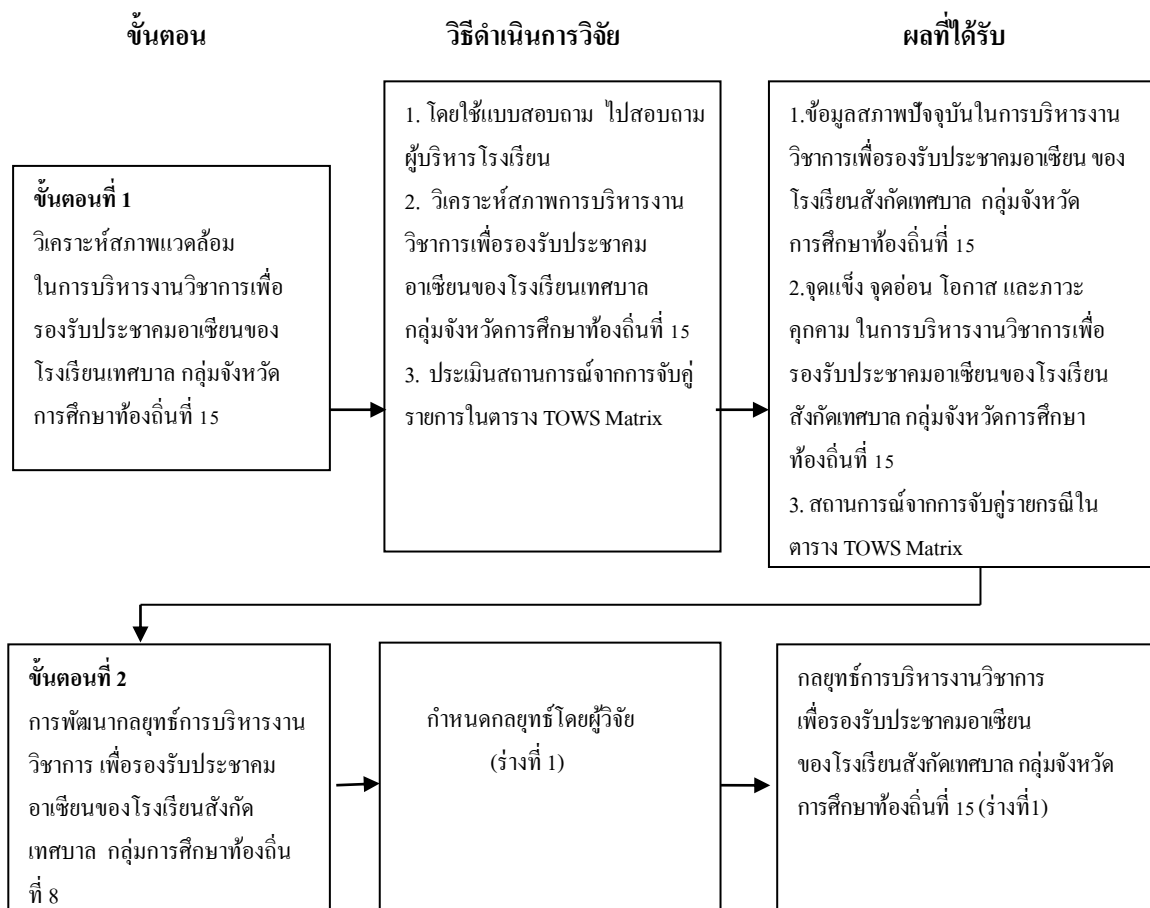 ขั้นตอน
วิธีดำเนินการวิจัย
ผลที่ได้รับ
ขั้นตอนที่ 1
วิเคราะห์สภาพแวดล้อม
ในการบริหารงานวิชาการเพื่อ
รองรับประชาคมอาเซียนของ
โรงเรียนเทศบาล กลุ่มจังหวัด
การศึกษาท้องถิ่นที่ 15
1. โดยใช้แบบสอบถาม ไปสอบถาม
ผู้บริหารโรงเรียน
2. วิเคราะห์สภาพการบริหารงาน
วิชาการเพื่อรองรับประชาคม
อาเซียนของโรงเรียนเทศบาล
กลุ่มจังหวัดการศึกษาท้องถิ่นที่ 15
3. ประเมินสถานการณ์จากการจับคู่
รายการในตาราง TOWS Matrix
1.ข้อมูลสภาพปัจจุบันในการบริหารงาน
วิชาการเพื่อรองรับประชาคมอาเซียน ของ
โรงเรียนสังกัดเทศบาล กลุ่มจังหวัด
การศึกษาท้องถิ่นที่ 15
2.จุดแข็ง จุดอ่อน โอกาส และภาวะ
คุกคาม ในการบริหารงานวิชาการเพื่อ
รองรับประชาคมอาเซียนของโรงเรียน
สังกัดเทศบาล กลุ่มจังหวัดการศึกษา
ท้องถิ่นที่ 15
3. สถานการณ์จากการจับคู่รายกรณีใน
ตาราง TOWS Matrix
ขั้นตอนที่ 2
การพัฒนากลยุทธ์การบริหารงาน
วิชาการ เพื่อรองรับประชาคม
อาเซียนของโรงเรียนสังกัด
เทศบาล กลุ่มการศึกษาท้องถิ่น
ที่ 8
กำหนดกลยุทธ์โดยผู้วิจัย
(ร่างที่ 1)
กลยุทธ์การบริหารงานวิชาการ
เพื่อรองรับประชาคมอาเซียน
ของโรงเรียนสังกัดเทศบาล กลุ่มจังหวัด
การศึกษาท้องถิ่นที่ 15 (ร่างที่1)